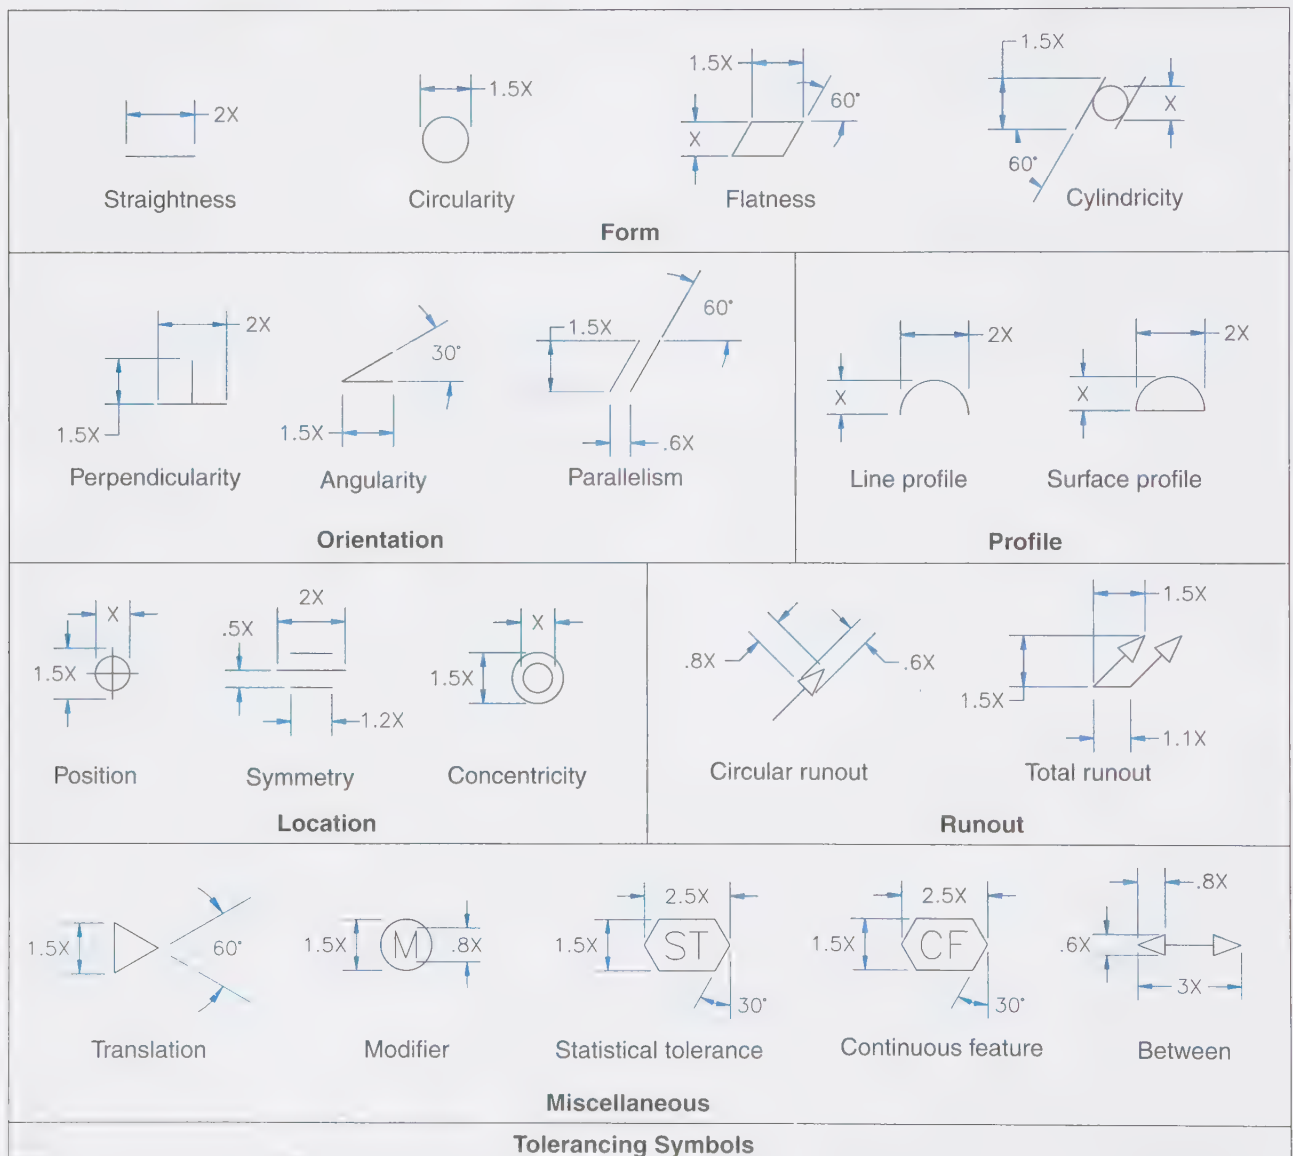 1.5X
1.5X
1.5X
2X
60°
X
X
60°
Straightness
Circularity
Flatness
Cylindricity
Form
2X
1.5X
60°
2X
2X
30°
X
X
1.5X
1.5X
.6X
Perpendicularity
Angularity
Parallelism
Line profile
Surface profile
Orientation
Profile
2X
1.5X
X
X
.5X
.8X
.6X
1.5X
1.5X
1.5X
1.2X
1.1X
Position
Symmetry
Concentricity
Circular runout
Total runout
Location
Runout
.8X
2.5X
2.5X
1.5X
60°
1.5X
M
.8X
1.5X
ST
1.5X
CF
.6X
3X
30°
30°
Translation
Modifier
Statistical tolerance
Continuous feature
Between
Miscellaneous
Tolerancing Symbols